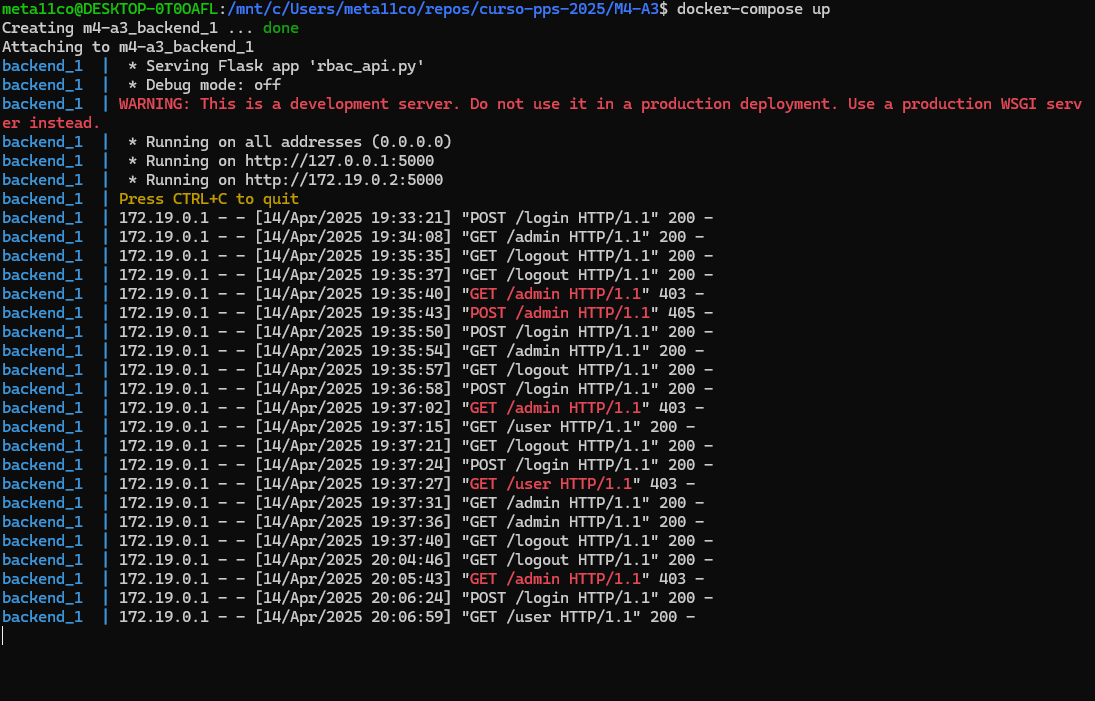 meta11co@DESKTOP-0T0OAFL:/mnt/c/Users/meta11co/repos/curso-pps-2025/M4-A3$ docker-compose up
Creating m4-a3_backend_1 ... done
Attaching to m4-a3_backend_1
backend_1  |  * Serving Flask app 'rbac_api.py'
backend_1  |  * Debug mode: off
backend_1  | WARNING: This is a development server. Do not use it in a production deployment. Use a production WSGI serv
er instead.
backend_1  |  * Running on all addresses (0.0.0.0)
backend_1  |  * Running on http://127.0.0.1:5000
backend_1  |  * Running on http://172.19.0.2:5000
backend_1  | Press CTRL+C to quit
backend_1  | 172.19.0.1 - - [14/Apr/2025 19:33:21] "POST /login HTTP/1.1" 200 -
backend_1  | 172.19.0.1 - - [14/Apr/2025 19:34:08] "GET /admin HTTP/1.1" 200 -
backend_1  | 172.19.0.1 - - [14/Apr/2025 19:35:35] "GET /logout HTTP/1.1" 200 -
backend_1  | 172.19.0.1 - - [14/Apr/2025 19:35:37] "GET /logout HTTP/1.1" 200 -
backend_1  | 172.19.0.1 - - [14/Apr/2025 19:35:40] "GET /admin HTTP/1.1" 403 -
backend_1  | 172.19.0.1 - - [14/Apr/2025 19:35:43] "POST /admin HTTP/1.1" 405 -
backend_1  | 172.19.0.1 - - [14/Apr/2025 19:35:50] "POST /login HTTP/1.1" 200 -
backend_1  | 172.19.0.1 - - [14/Apr/2025 19:35:54] "GET /admin HTTP/1.1" 200 -
backend_1  | 172.19.0.1 - - [14/Apr/2025 19:35:57] "GET /logout HTTP/1.1" 200 -
backend_1  | 172.19.0.1 - - [14/Apr/2025 19:36:58] "POST /login HTTP/1.1" 200 -
backend_1  | 172.19.0.1 - - [14/Apr/2025 19:37:02] "GET /admin HTTP/1.1" 403 -
backend_1  | 172.19.0.1 - - [14/Apr/2025 19:37:15] "GET /user HTTP/1.1" 200 -
backend_1  | 172.19.0.1 - - [14/Apr/2025 19:37:21] "GET /logout HTTP/1.1" 200 -
backend_1  | 172.19.0.1 - - [14/Apr/2025 19:37:24] "POST /login HTTP/1.1" 200 -
backend_1  | 172.19.0.1 - - [14/Apr/2025 19:37:27] "GET /user HTTP/1.1" 403 -
backend_1  | 172.19.0.1 - - [14/Apr/2025 19:37:31] "GET /admin HTTP/1.1" 200 -
backend_1  | 172.19.0.1 - - [14/Apr/2025 19:37:36] "GET /admin HTTP/1.1" 200 -
backend_1  | 172.19.0.1 - - [14/Apr/2025 19:37:40] "GET /logout HTTP/1.1" 200 -
backend_1  | 172.19.0.1 - - [14/Apr/2025 20:04:46] "GET /logout HTTP/1.1" 200 -
backend_1  | 172.19.0.1 - - [14/Apr/2025 20:05:43] "GET /admin HTTP/1.1" 403 -
backend_1  | 172.19.0.1 - - [14/Apr/2025 20:06:24] "POST /login HTTP/1.1" 200 -
backend_1  | 172.19.0.1 - - [14/Apr/2025 20:06:59] "GET /user HTTP/1.1" 200 -